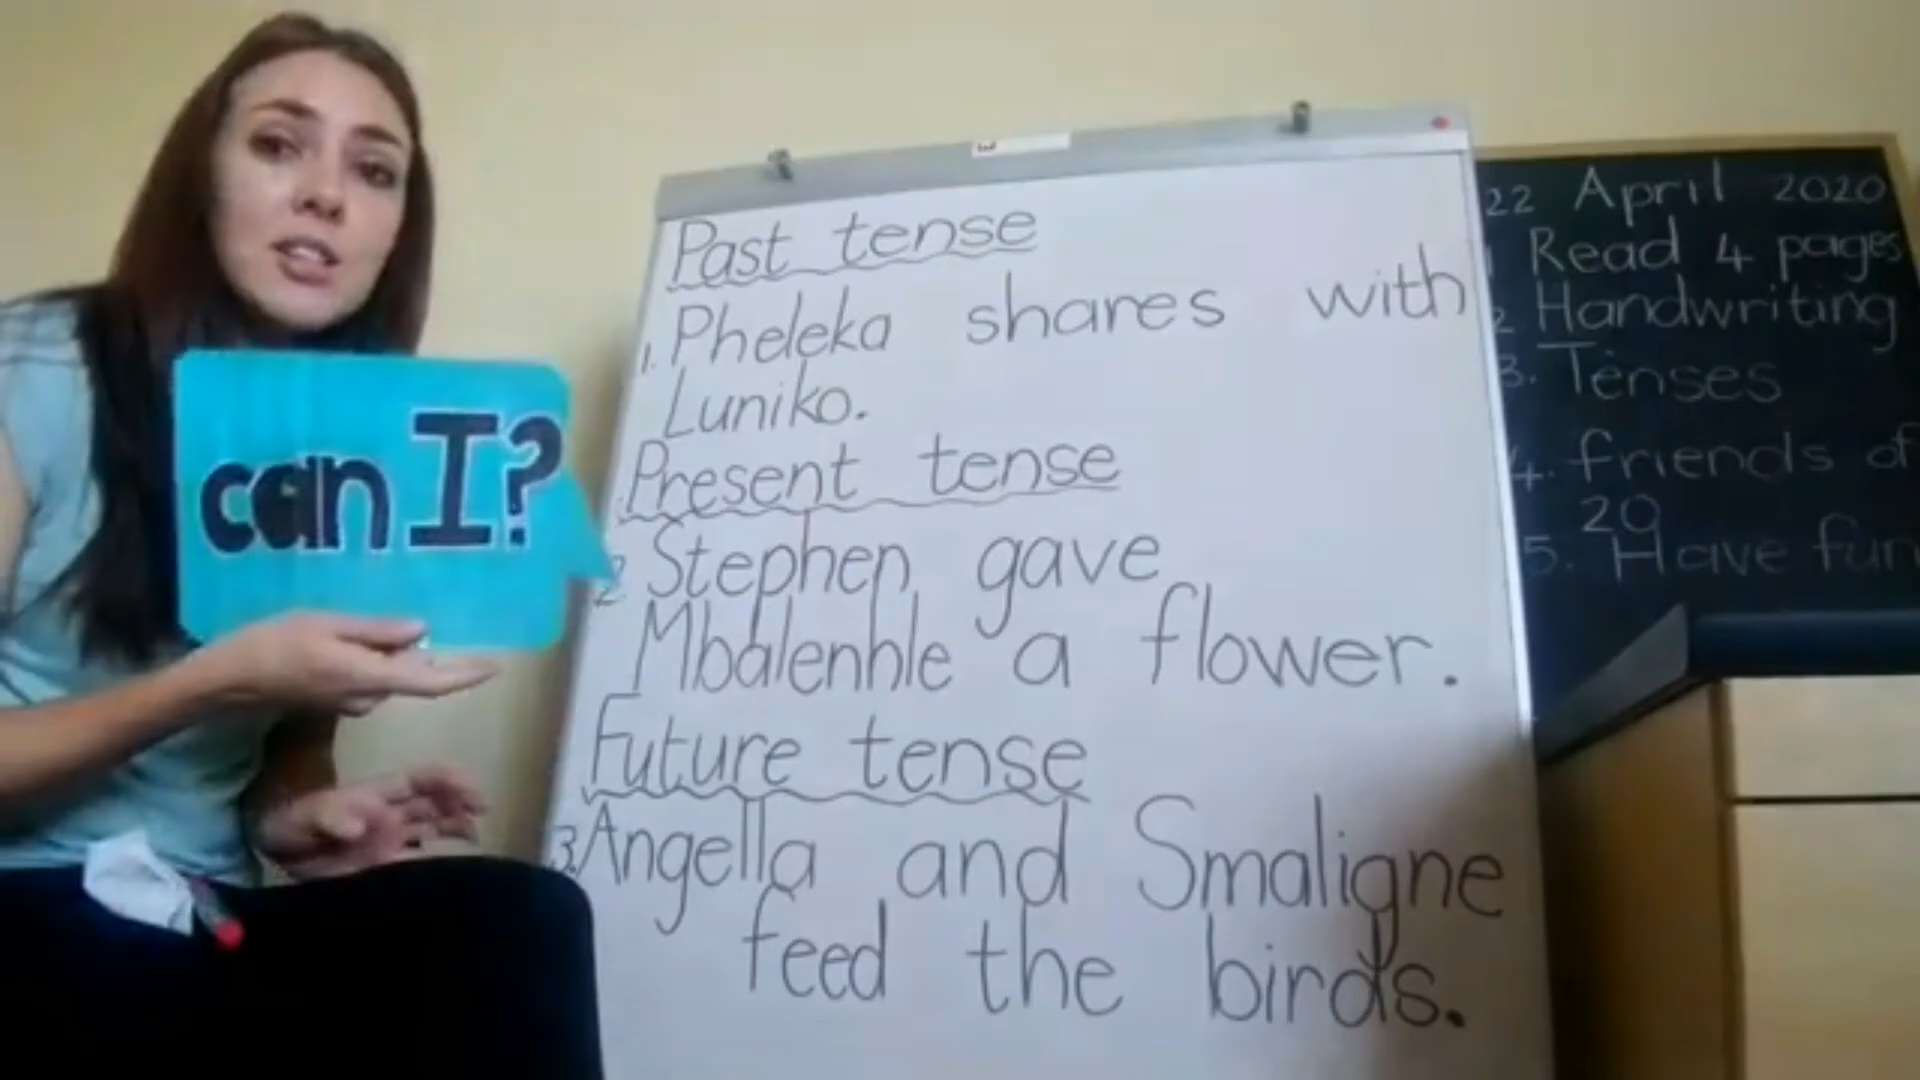 can I?
Past tense
1. Pheleka shares with
Luniko.
Present tense
2. Stephen gave
Mbalenhle a flower.
Future tense
3. Angella and Smaligne
feed the birds.
22 April 2020
1 Read 4 pages
2 Handwriting
3. Tenses
4. friends of
20
5. Have fun